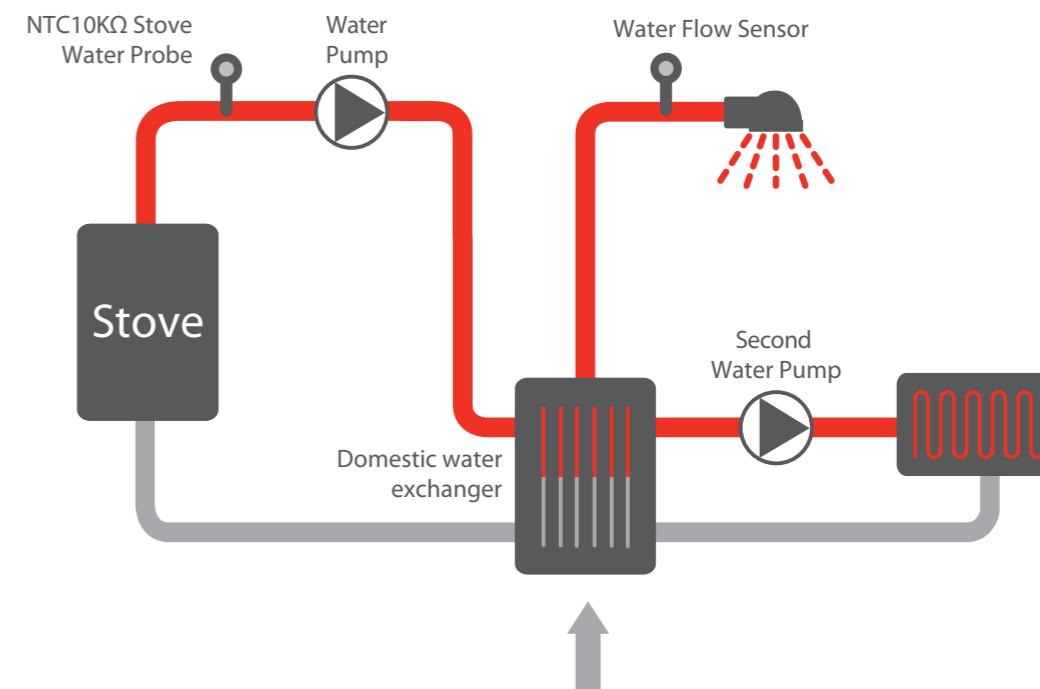 NTC10KΩ Stove
Water Probe
Water
Pump
Water Flow Sensor
Stove
Second
Water Pump
Domestic water
exchanger